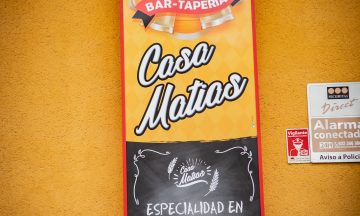 BAR-TAPERIA
Casa
Matias
Casa
Matias
ESPECIALIDAD EN
Direct
Alarma
conectada
Aviso a Policía